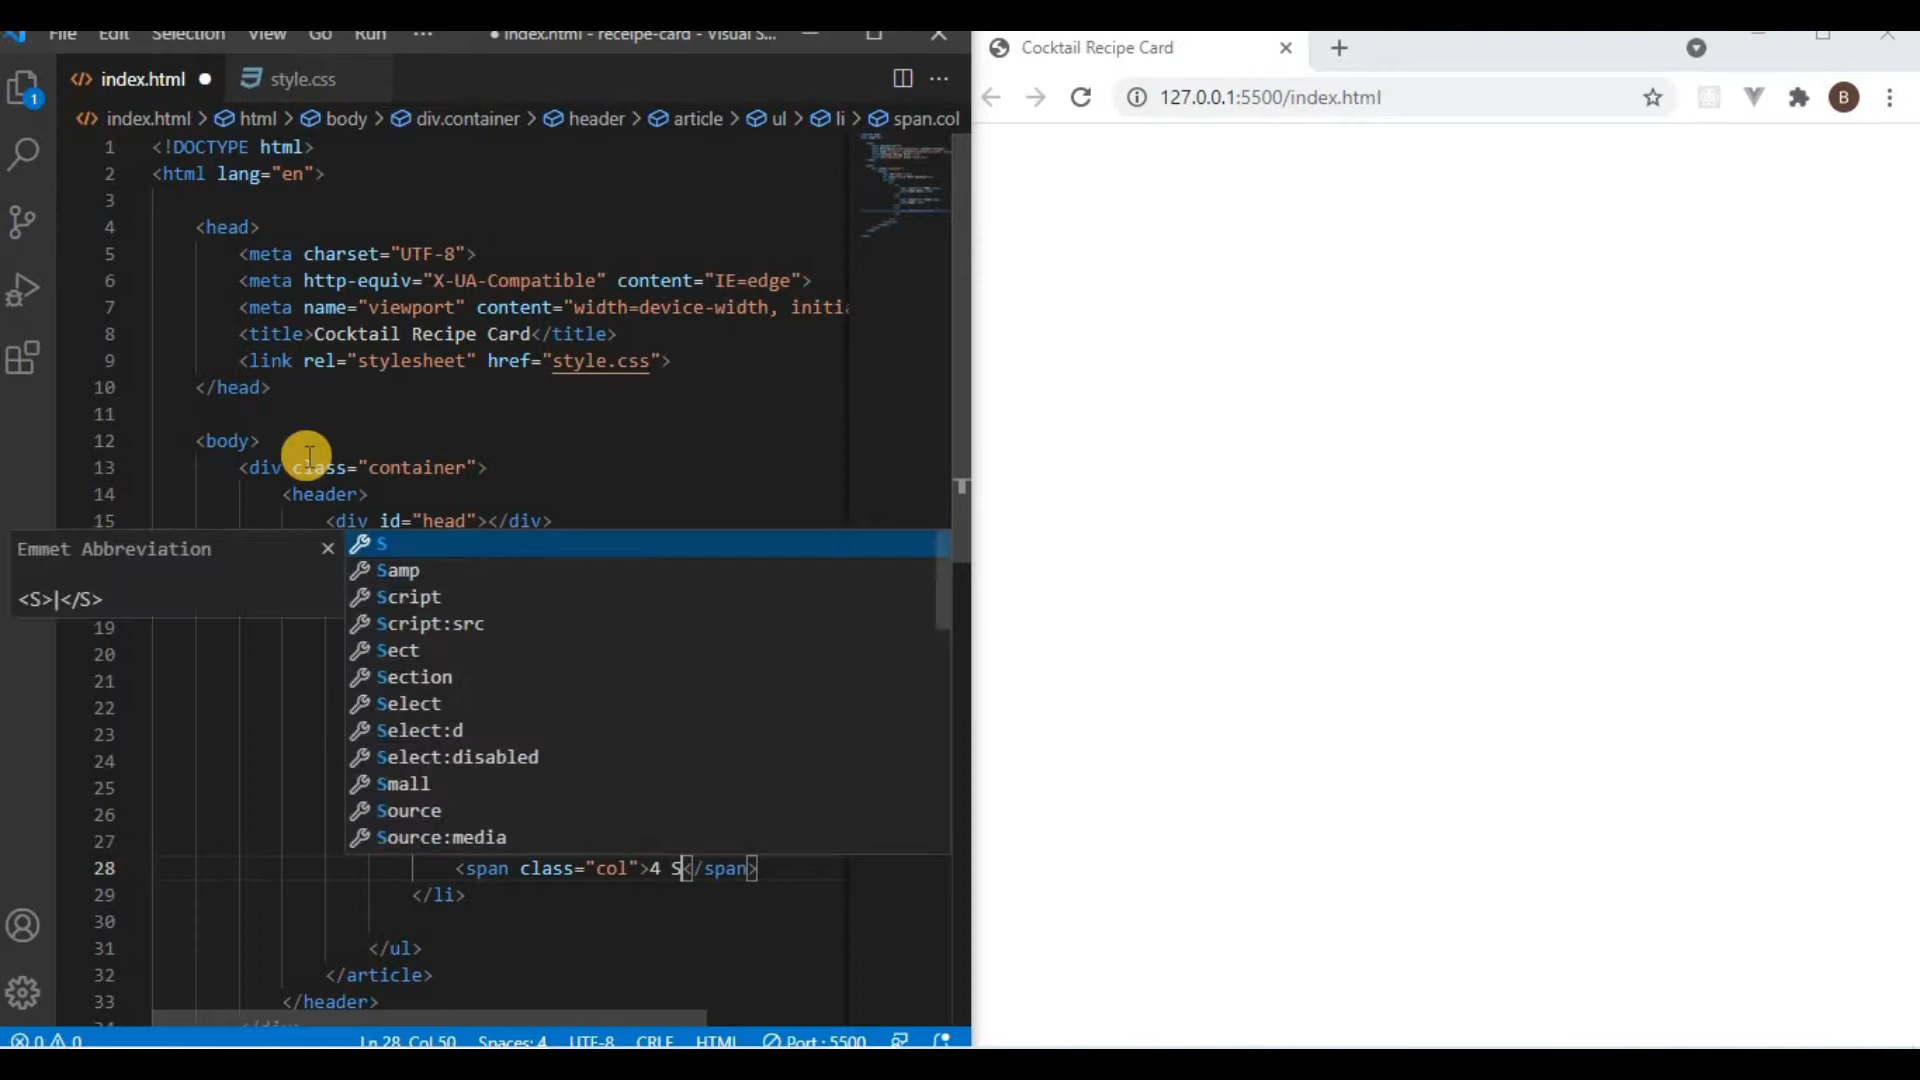 File Edit Selection View Go Run ··· ● index.html - receipe-card - Visual S...
index.html ● style.css ···
index.html > html > body > div.container > header > article > ul > li > span.col
1 <!DOCTYPE html>
2 <html lang="en">
3
4 <head>
5 <meta charset="UTF-8">
6 <meta http-equiv="X-UA-Compatible" content="IE=edge">
7 <meta name="viewport" content="width=device-width, initia
8 <title>Cocktail Recipe Card</title>
9 <link rel="stylesheet" href="style.css">
10 </head>
11
12 <body>
13 <div class="container">
14 <header>
15 <div id="head"></div>
Emmet Abbreviation ×
<S>|</S>
S
Samp
Script
Script:src
Sect
Section
Select
Select:d
Select:disabled
Small
Source
Source:media
19
20
21
22
23
24
25
26
27
28 <span class="col">4 S</span>
29 </li>
30
31 </ul>
32 </article>
33 </header>
34 </div>
0 0 Ln 28, Col 50 Spaces: 4 UTF-8 CRLF HTML Port : 5500
1
Cocktail Recipe Card
127.0.0.1:5500/index.html
B